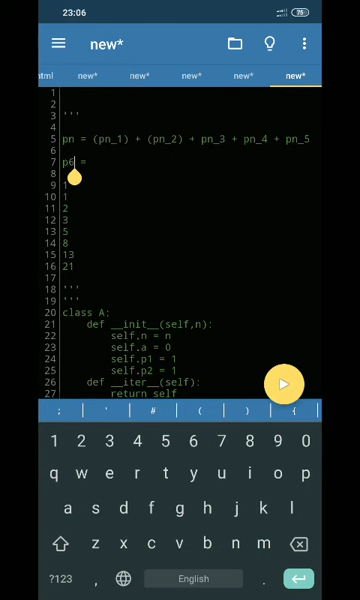 23:06
75
new*
html
new*
new*
new*
new*
new*
1
2
3 '''
4
5 pn = (pn_1) + (pn_2) + pn_3 + pn_4 + pn_5
6
7 p6 =
8
9 1
10 1
11 2
12 3
13 5
14 8
15 13
16 21
17
18 '''
19 '''
20 class A:
21 def __init__(self,n):
22 self.n = n
23 self.a = 0
24 self.p1 = 1
25 self.p2 = 1
26 def __iter__(self):
27 return self
; ' # ( ) {
1 2 3 4 5 6 7 8 9 0
q w e r t y u i o p
a s d f g h j k l
z x c v b n m
?123 , English .